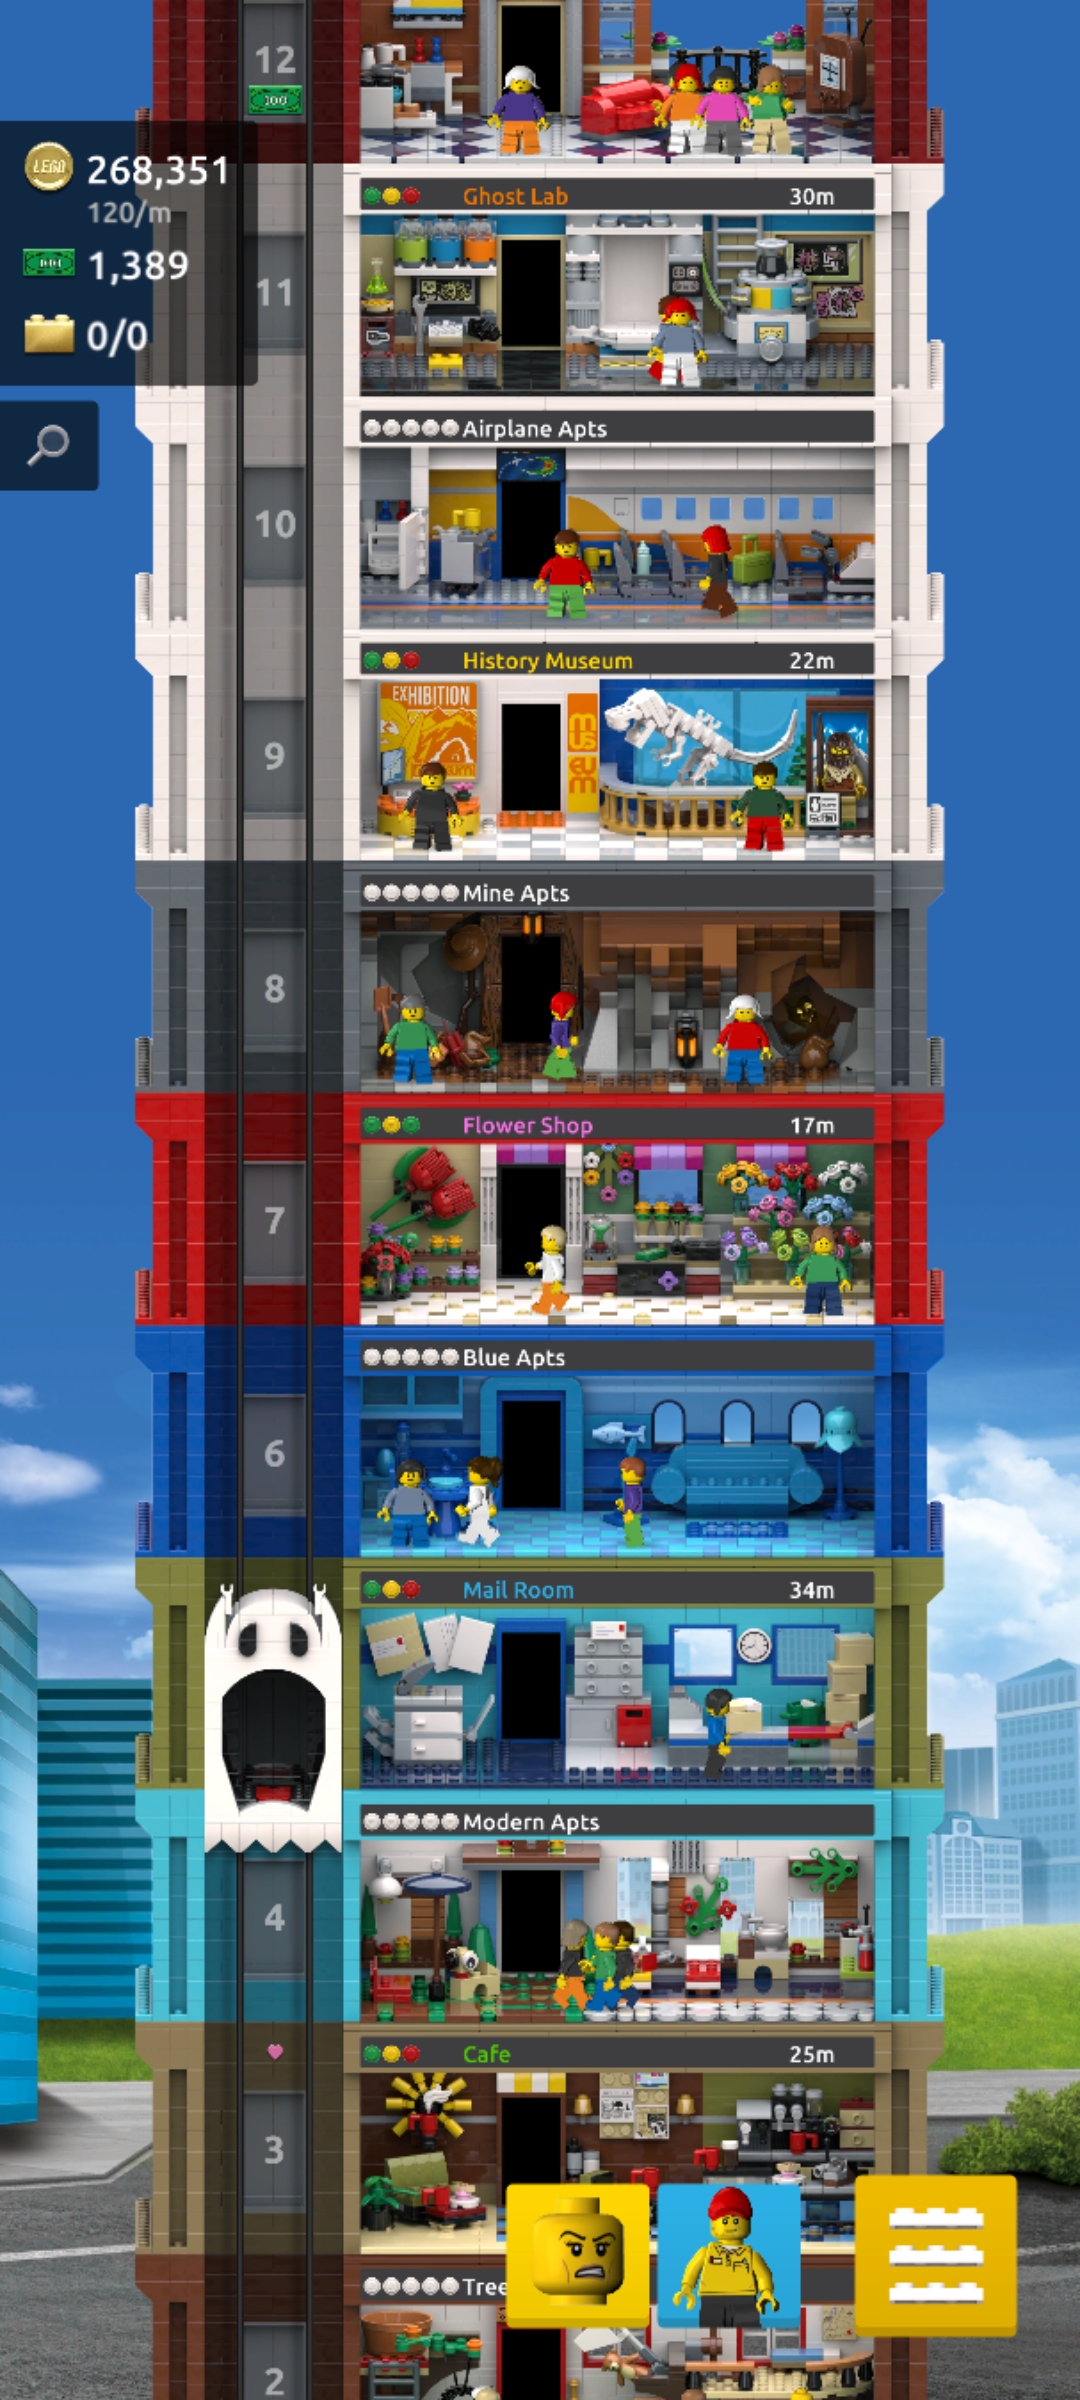 12
100
LEGO 268,351
120/m
1,389
0/0
Ghost Lab 30m
11
Airplane Apts
10
History Museum 22m
EXHIBITION
9
Mine Apts
8
Flower Shop 17m
7
Blue Apts
6
Mail Room 34m
Modern Apts
4
Cafe 25m
3
Tree
2